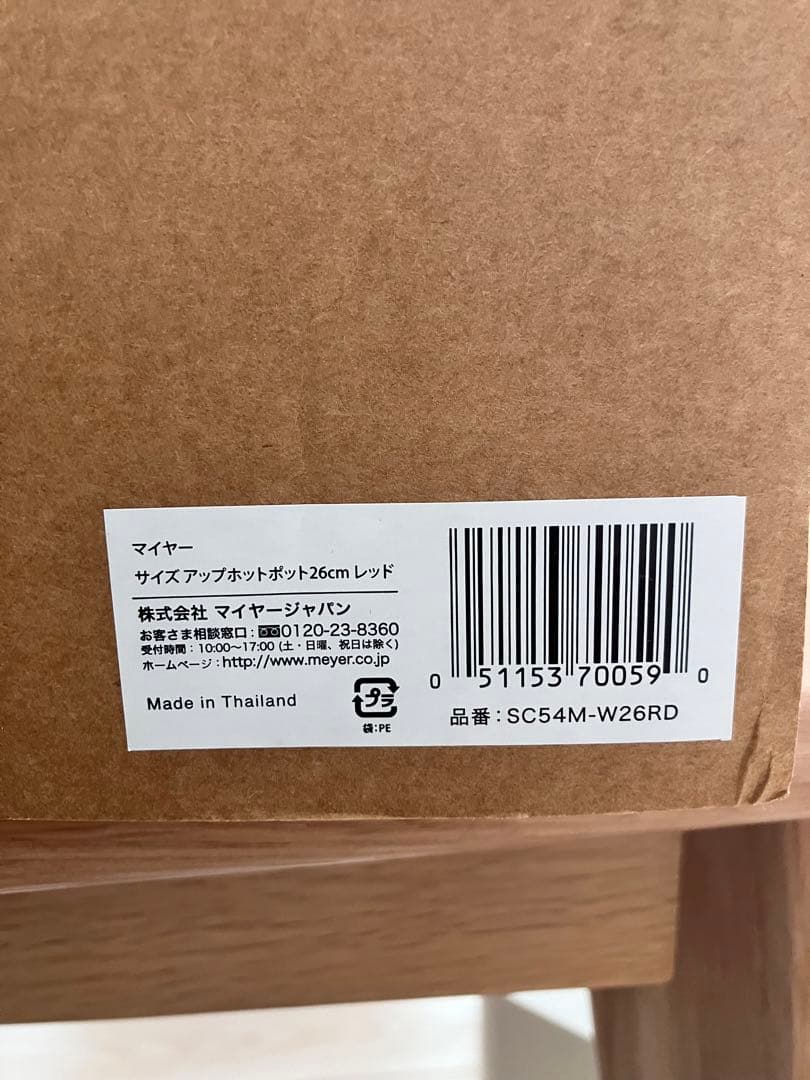 マイヤー
サイズ アップホットポット26cm レッド
株式会社 マイヤージャパン
お客さま相談窓口:0120-23-8360
受付時間:10:00〜17:00 (土・日曜、祝日は除く)
ホームページ:http://www.meyer.co.jp
Made in Thailand
プラ
袋:PE
0 51153 70059 0
品番:SC54M-W26RD